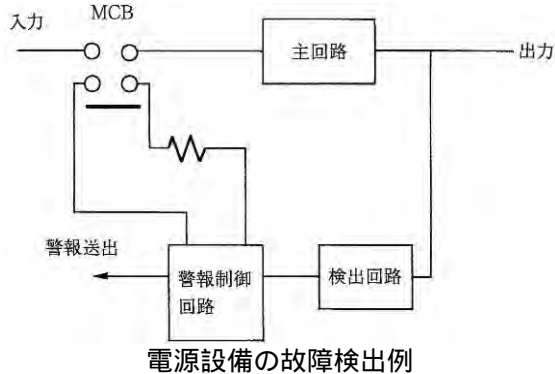 入力
MCB
主回路
出力
警報送出
警報制御
回路
検出回路
電源設備の故障検出例